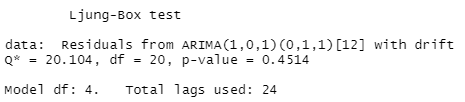 Ljung-Box test
data:  Residuals from ARIMA(1,0,1)(0,1,1)[12] with drift
Q* = 20.104, df = 20, p-value = 0.4514
Model df: 4.   Total lags used: 24